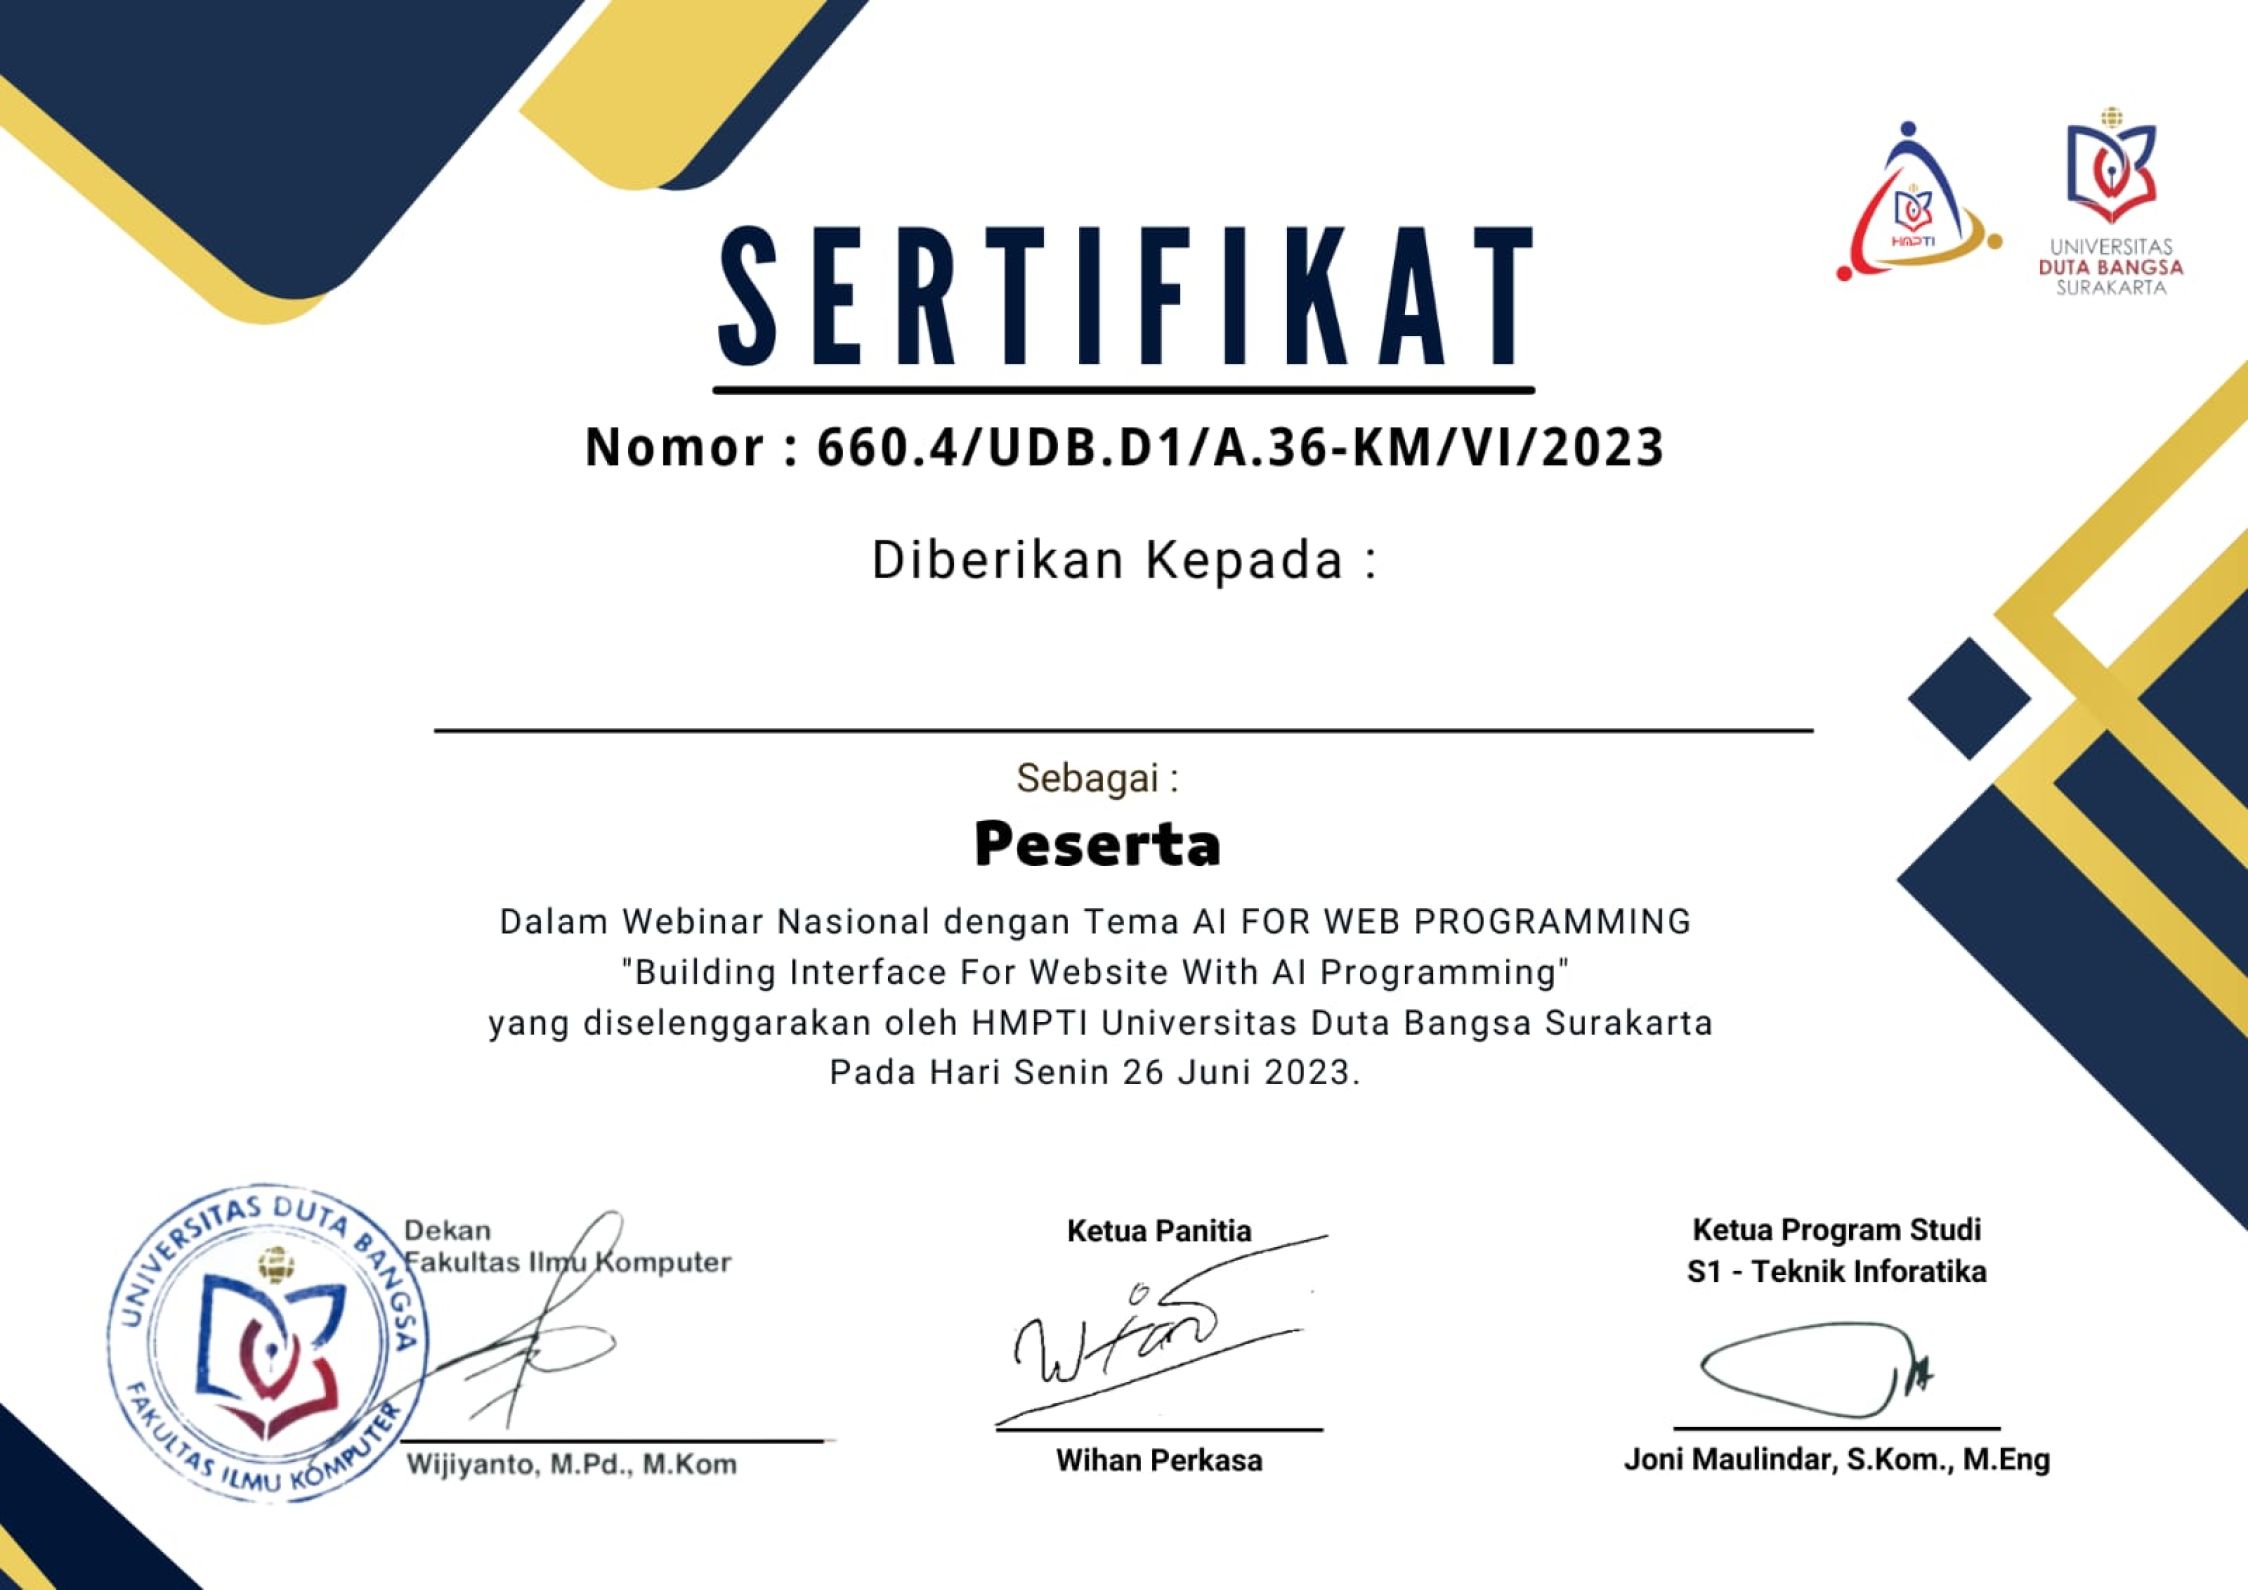 HMPTI
UNIVERSITAS
DUTA BANGSA
SURAKARTA
SERTIFIKAT
Nomor : 660.4/UDB.D1/A.36-KM/VI/2023
Diberikan Kepada :
Sebagai :
Peserta
Dalam Webinar Nasional dengan Tema AI FOR WEB PROGRAMMING
"Building Interface For Website With AI Programming"
yang diselenggarakan oleh HMPTI Universitas Duta Bangsa Surakarta
Pada Hari Senin 26 Juni 2023.
UNIVERSITAS DUTA BANGSA
FAKULTAS ILMU KOMPUTER
Dekan
Fakultas Ilmu Komputer
Wijiyanto, M.Pd., M.Kom
Ketua Panitia
Wihan
Wihan Perkasa
Ketua Program Studi
S1 - Teknik Inforatika
Joni Maulindar, S.Kom., M.Eng